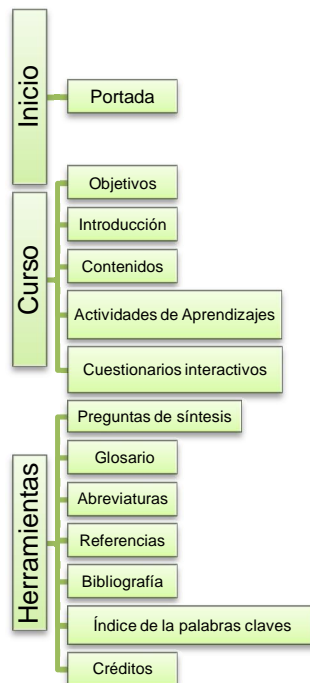 Inicio
Portada
Curso
Objetivos
Introducción
Contenidos
Actividades de Aprendizajes
Cuestionarios interactivos
Herramientas
Preguntas de síntesis
Glosario
Abreviaturas
Referencias
Bibliografía
Índice de la palabras claves
Créditos